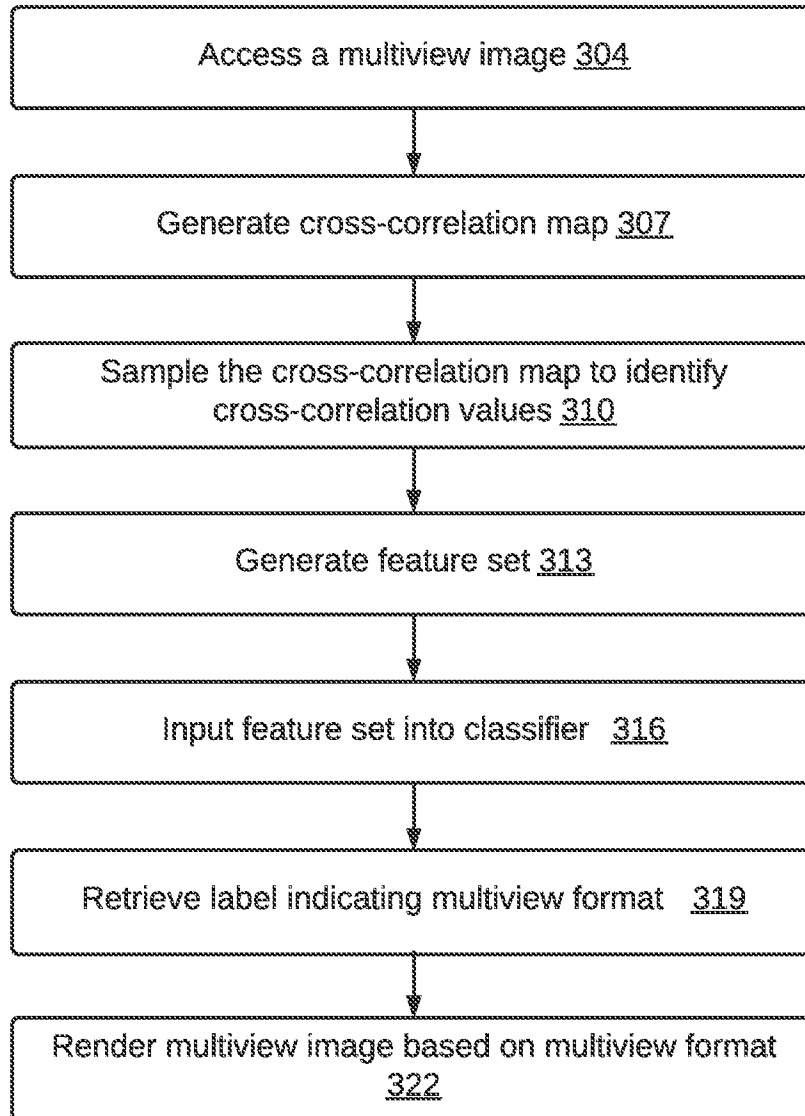 Access a multiview image 304
Generate cross-correlation map 307
Sample the cross-correlation map to identify
cross-correlation values 310
Generate feature set 313
Input feature set into classifier 316
Retrieve label indicating multiview format 319
Render multiview image based on multiview format
322